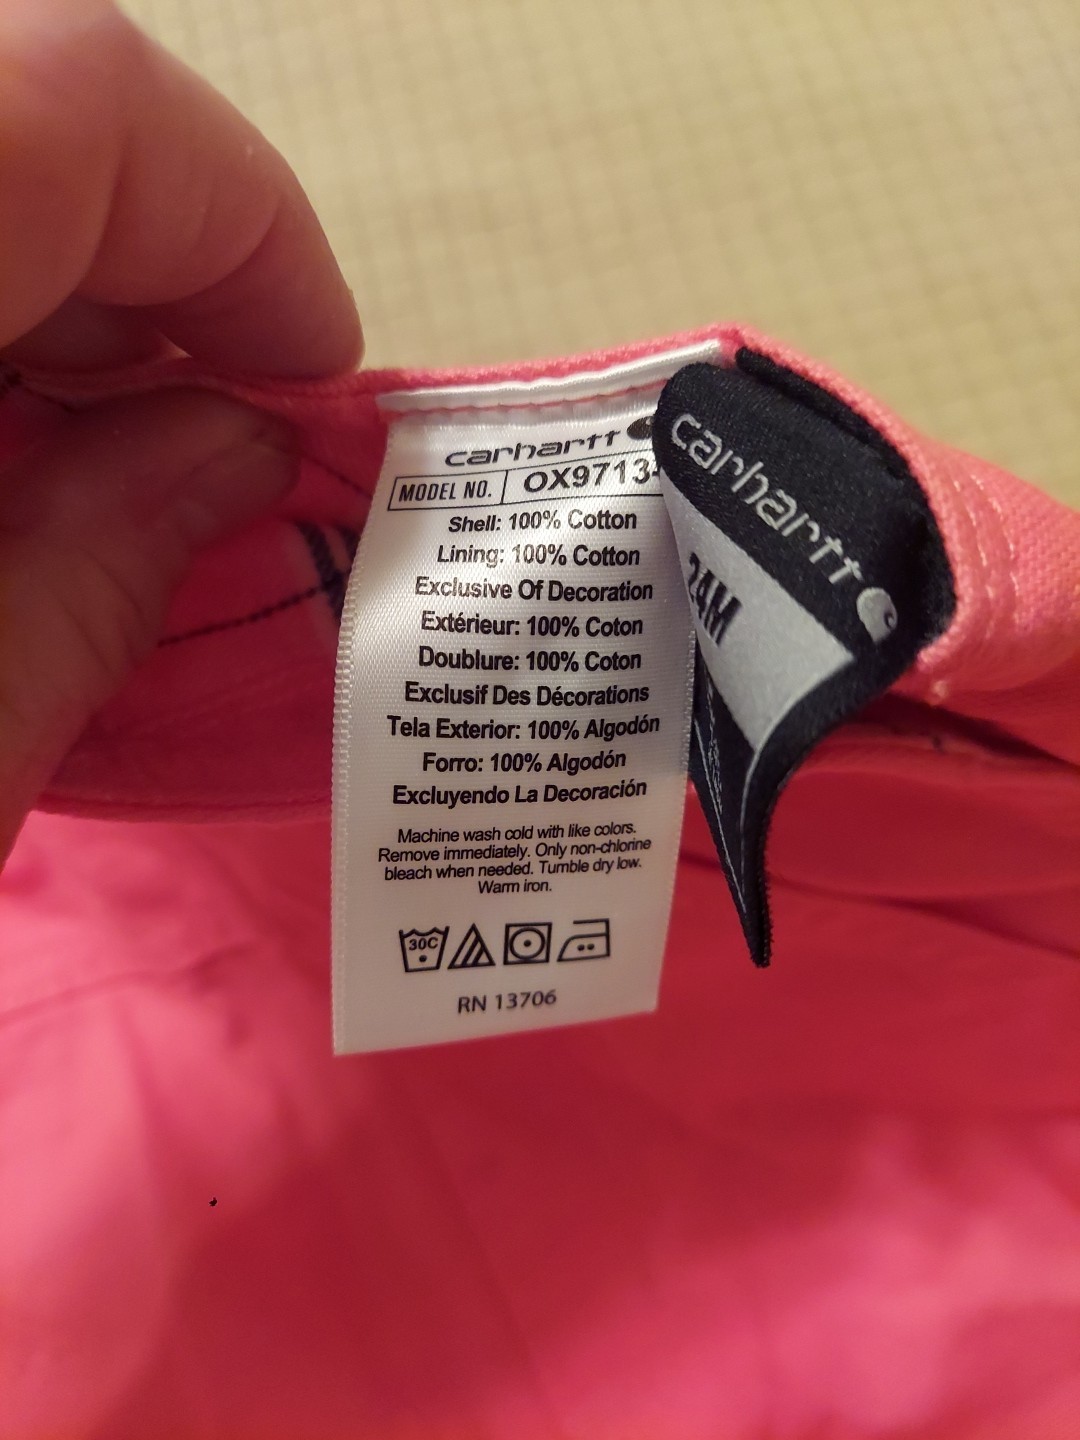 carhartt
MODEL NO. OX9713-
Shell: 100% Cotton
Lining: 100% Cotton
Exclusive Of Decoration
Extérieur: 100% Coton
Doublure: 100% Coton
Exclusif Des Décorations
Tela Exterior: 100% Algodón
Forro: 100% Algodón
Excluyendo La Decoración
Machine wash cold with like colors.
Remove immediately. Only non-chlorine
bleach when needed. Tumble dry low.
Warm iron.
30C
RN 13706
carhartt
24M